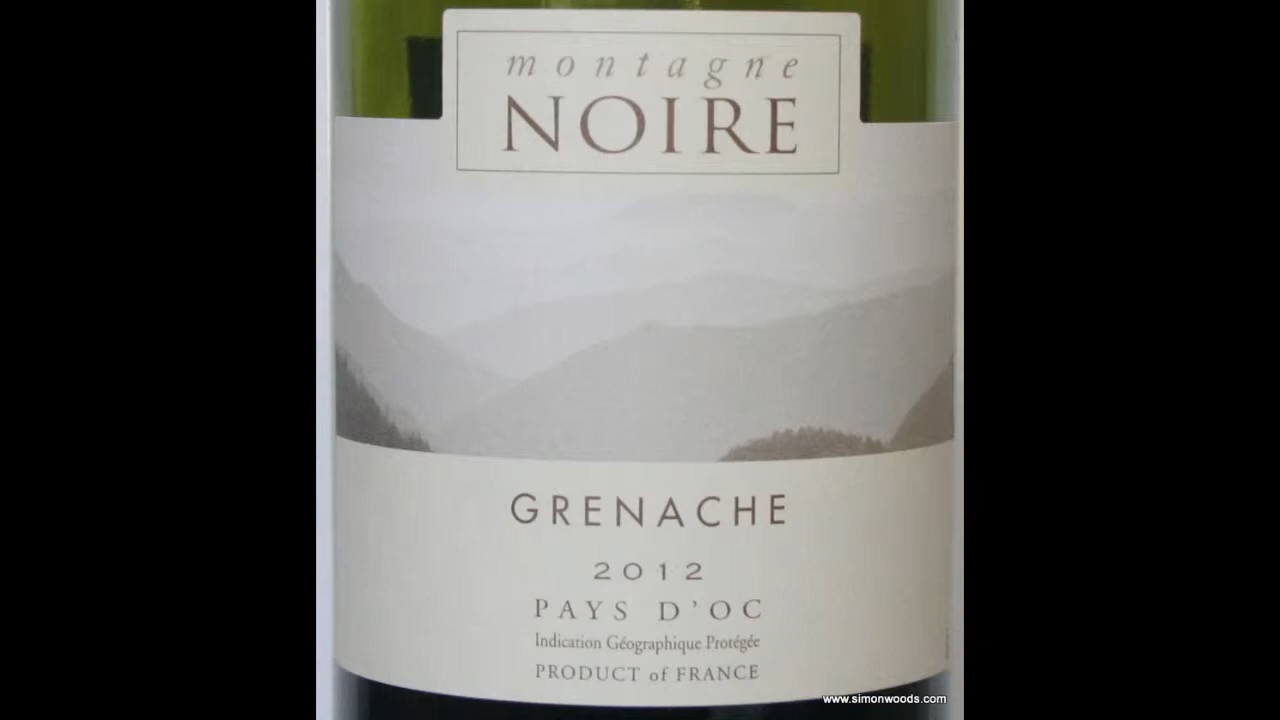 montagne
NOIRE
GRENACHE
2012
PAYS D'OC
Indication Géographique Protégée
PRODUCT of FRANCE
www.simonwoods.com